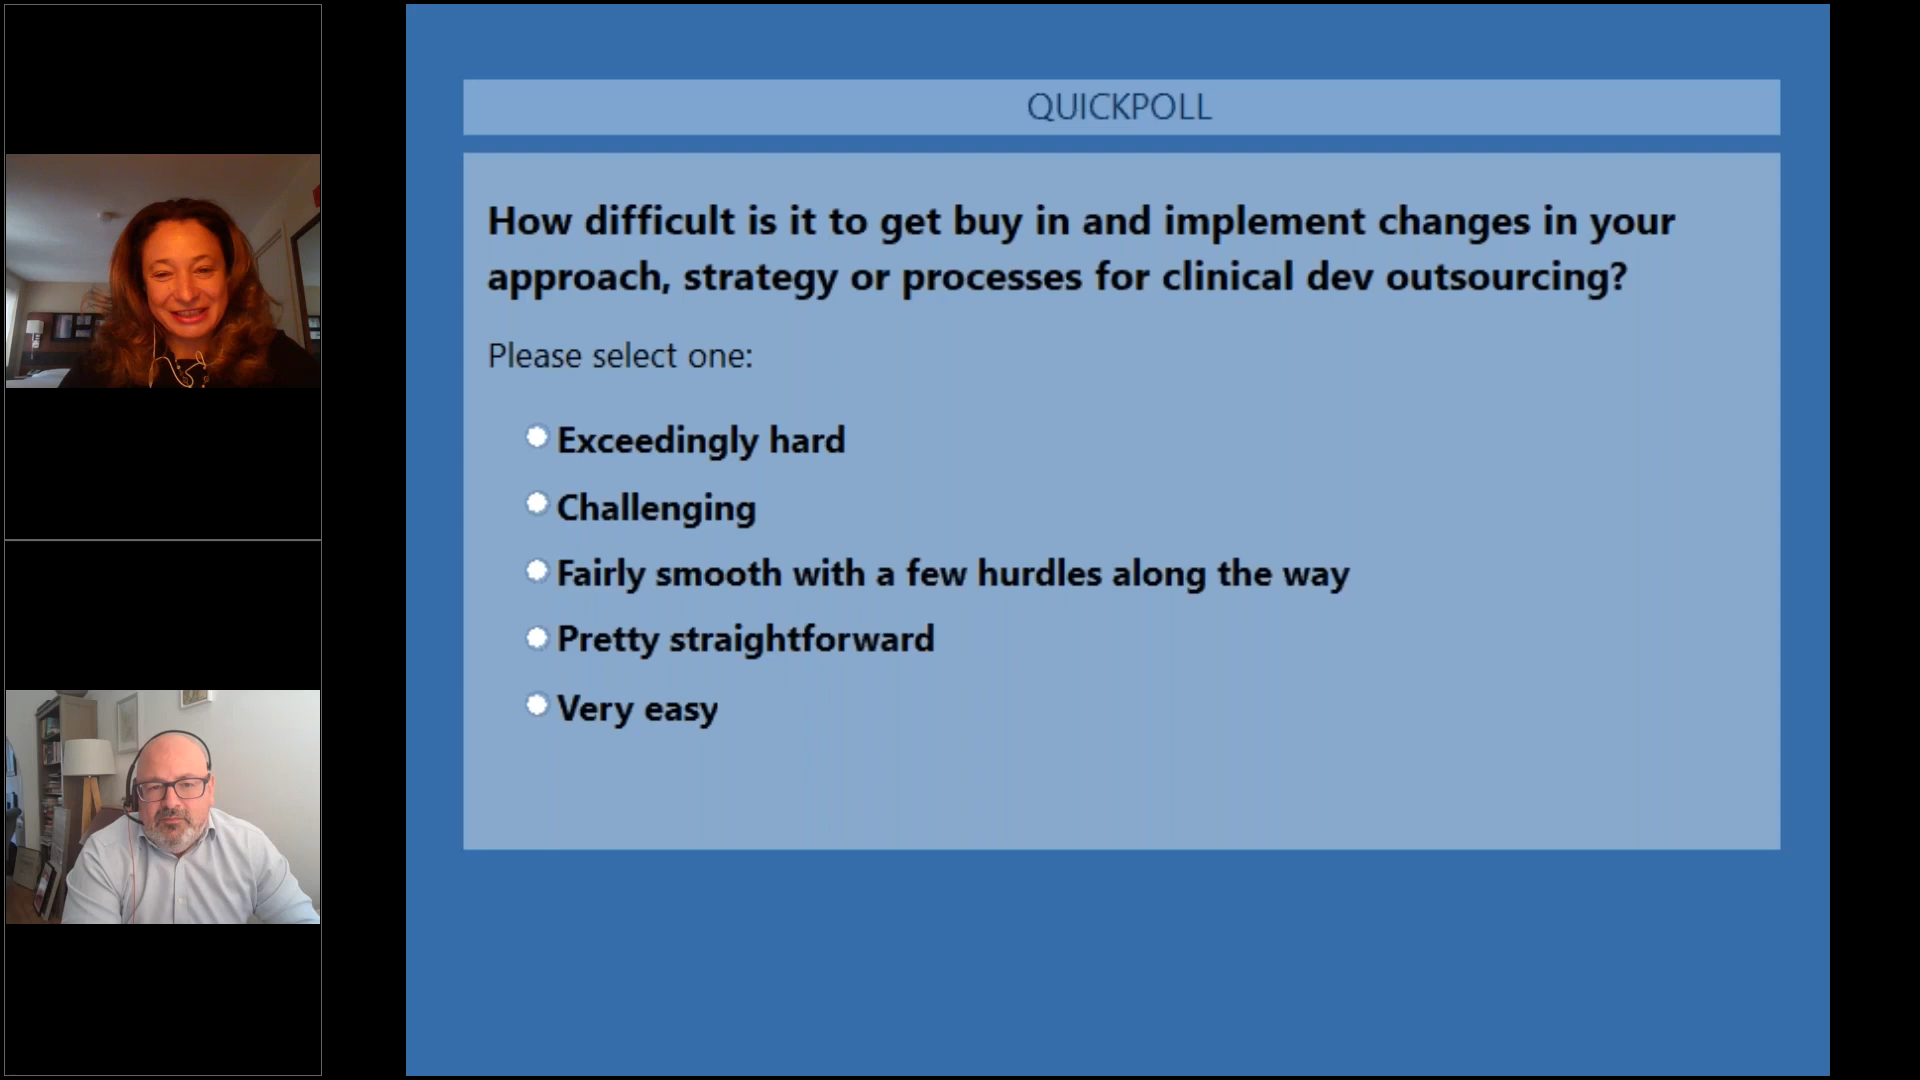 QUICKPOLL
How difficult is it to get buy in and implement changes in your
approach, strategy or processes for clinical dev outsourcing?
Please select one:
Exceedingly hard
Challenging
Fairly smooth with a few hurdles along the way
Pretty straightforward
Very easy